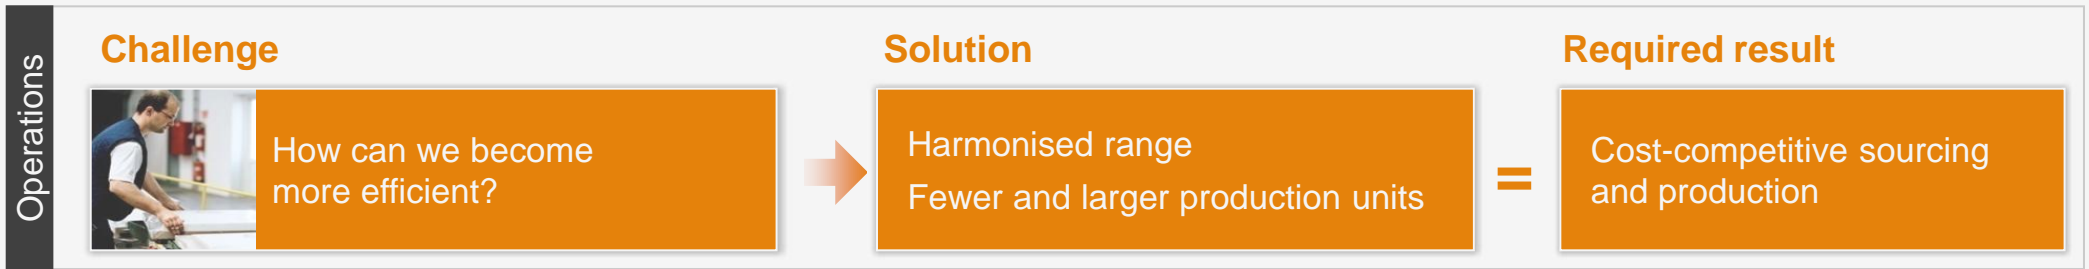 Operations
Challenge
How can we become
more efficient?
Solution
Harmonised range
Fewer and larger production units
=
Required result
Cost-competitive sourcing
and production